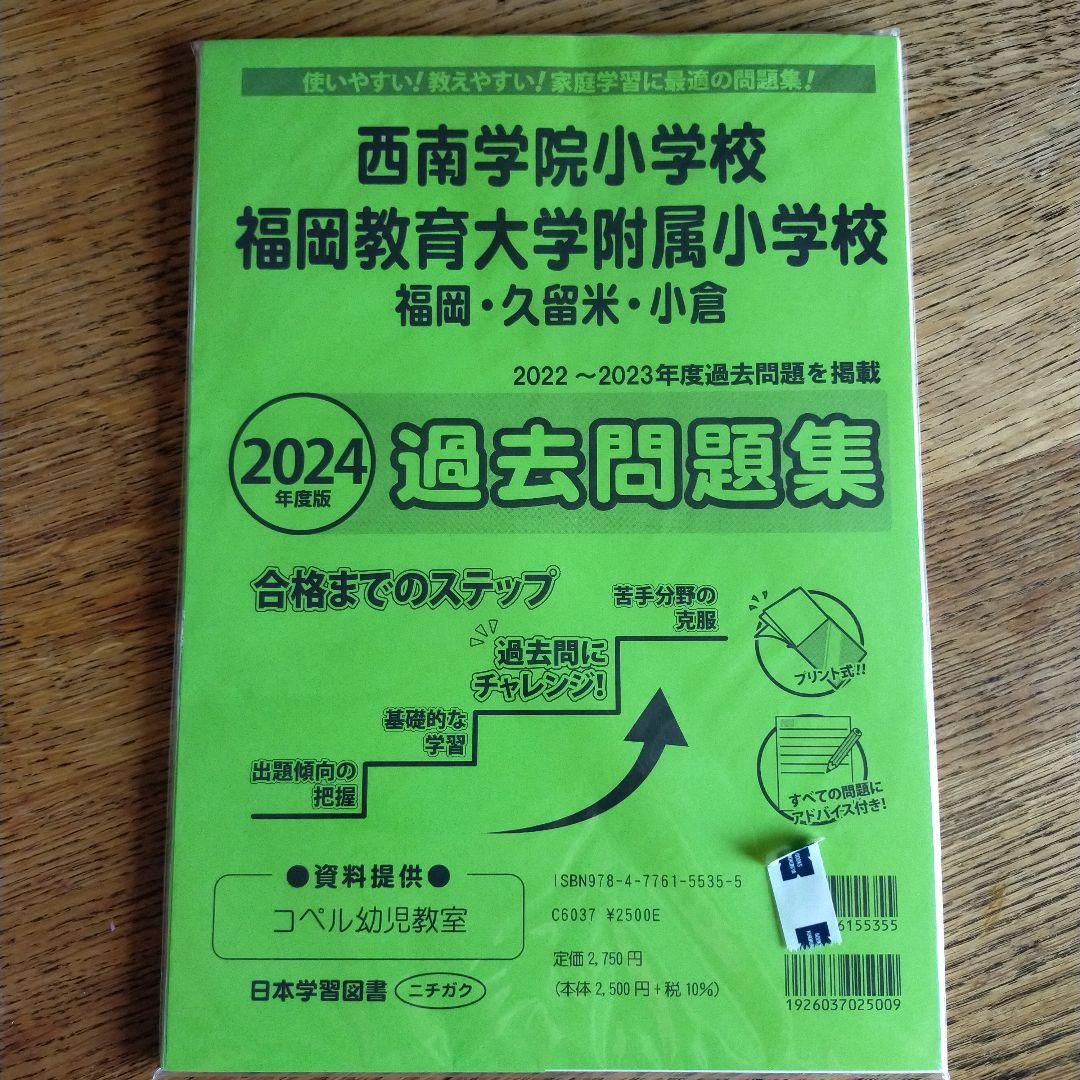 使いやすい！教えやすい！家庭学習に最適の問題集！
西南学院小学校
福岡教育大学附属小学校
福岡・久留米・小倉
2022 ～2023年度過去問題を掲載
2024
年度版
過去問題集
合格までのステップ
苦手分野の
克服
過去問に
チャレンジ！
基礎的な
学習
出題傾向の
把握
プリント式!!
すべての問題に
アドバイス付き！
●資料提供●
コペル幼児教室
日本学習図書 ニチガク
ISBN978-4-7761-5535-5
C6037 ¥2500E
定価2,750円
（本体2,500円＋税10%）
6155355
1926037025009